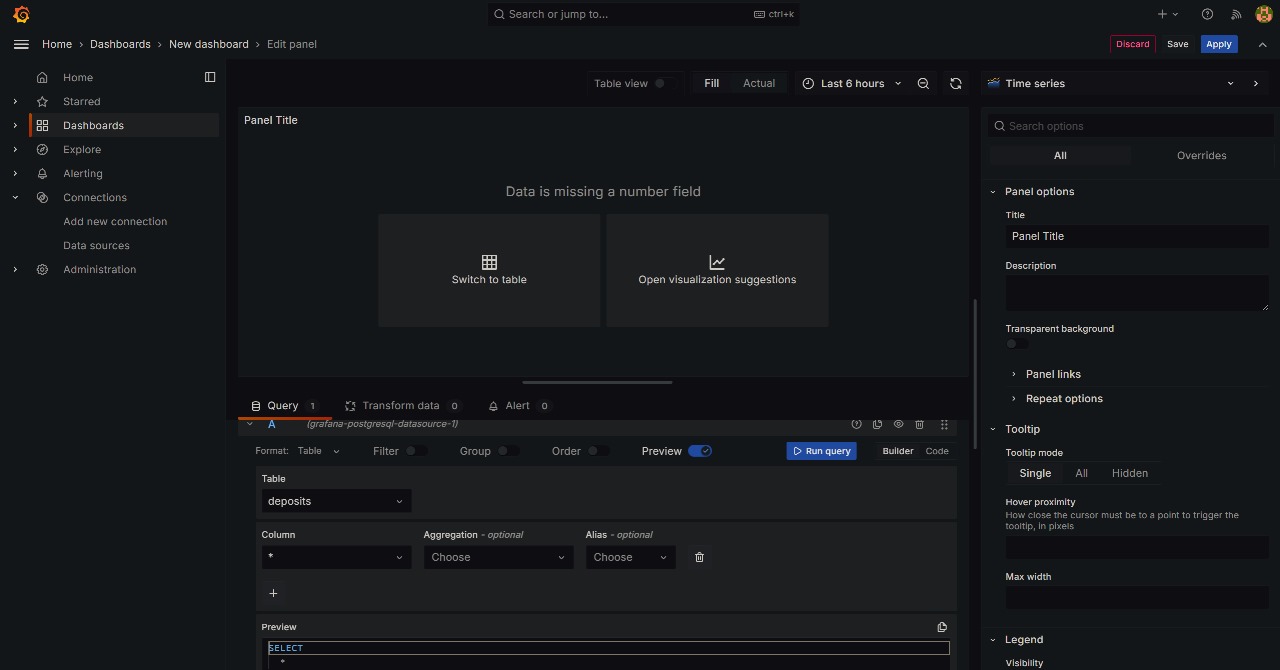 Search or jump to...
ctrl+k
Home › Dashboards › New dashboard › Edit panel
Discard
Save
Apply
Home
Starred
Dashboards
Explore
Alerting
Connections
Add new connection
Data sources
Administration
Table view
Fill
Actual
Last 6 hours
Panel Title
Data is missing a number field
Switch to table
Open visualization suggestions
Query 1
Transform data 0
Alert 0
A (grafana-postgresql-datasource-1)
Format: Table
Filter
Group
Order
Preview
Run query
Builder
Code
Table
deposits
Column
Aggregation - optional
Alias - optional
*
Choose
Choose
+
Preview
SELECT
*
Time series
Search options
All
Overrides
Panel options
Title
Panel Title
Description
Transparent background
Panel links
Repeat options
Tooltip
Tooltip mode
Single
All
Hidden
Hover proximity
How close the cursor must be to a point to trigger the
tooltip, in pixels
Max width
Legend
Visibility